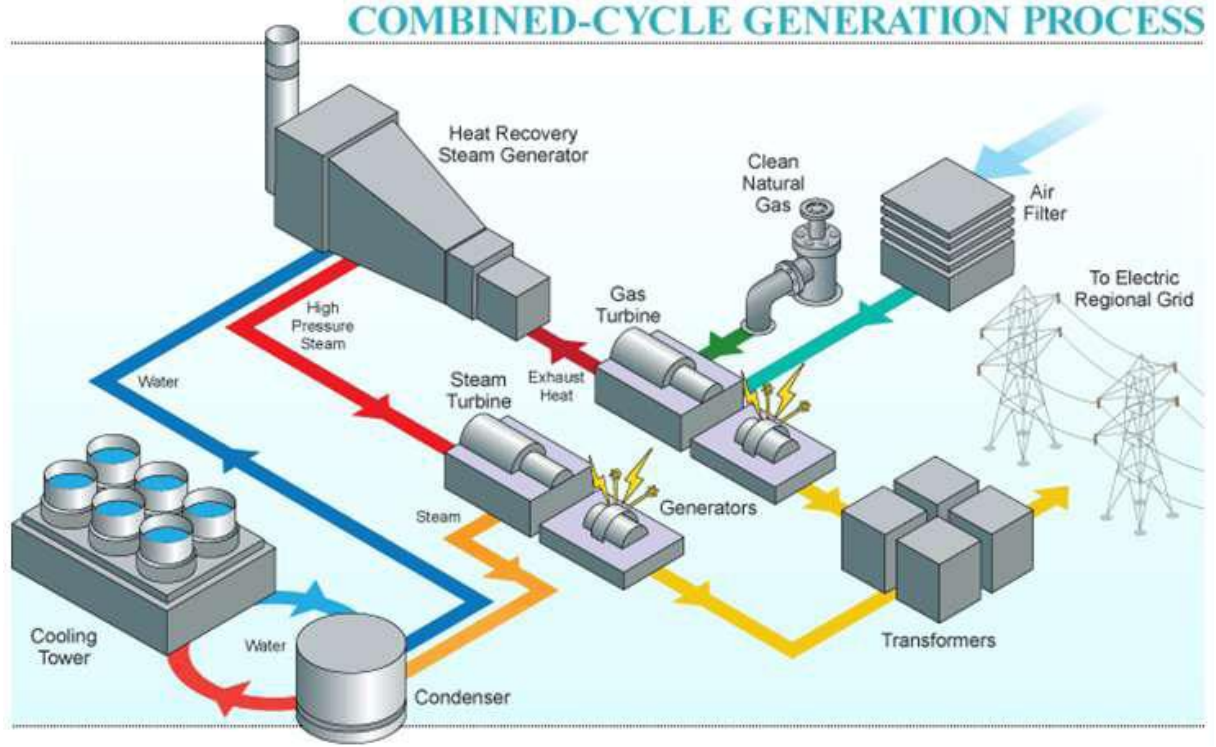 COMBINED-CYCLE GENERATION PROCESS
Heat Recovery
Steam Generator
Clean
Natural
Gas
Air
Filter
To Electric
Regional Grid
Gas
Turbine
High
Pressure
Steam
Water
Exhaust
Heat
Steam
Turbine
Generators
Steam
Transformers
Cooling
Tower
Water
Condenser